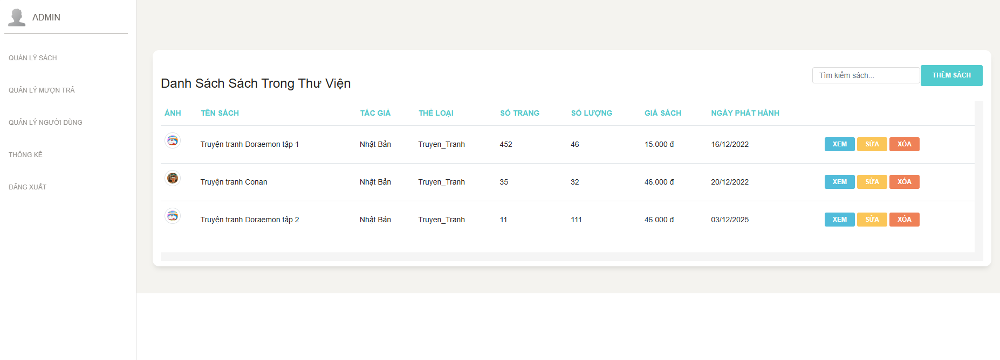 ADMIN
QUẢN LÝ SÁCH
QUẢN LÝ MƯỢN TRẢ
QUẢN LÝ NGƯỜI DÙNG
THỐNG KÊ
ĐĂNG XUẤT
Tìm kiếm sách... THÊM SÁCH
Danh Sách Sách Trong Thư Viện
ẢNH TÊN SÁCH TÁC GIẢ THỂ LOẠI SỐ TRANG SỐ LƯỢNG GIÁ SÁCH NGÀY PHÁT HÀNH
Truyện tranh Doraemon tập 1 Nhật Bản Truyen_Tranh 452 46 15.000 đ 16/12/2022 XEM SỬA XÓA
Truyện tranh Conan Nhật Bản Truyen_Tranh 35 32 46.000 đ 20/12/2022 XEM SỬA XÓA
Truyện tranh Doraemon tập 2 Nhật Bản Truyen_Tranh 11 111 46.000 đ 03/12/2025 XEM SỬA XÓA